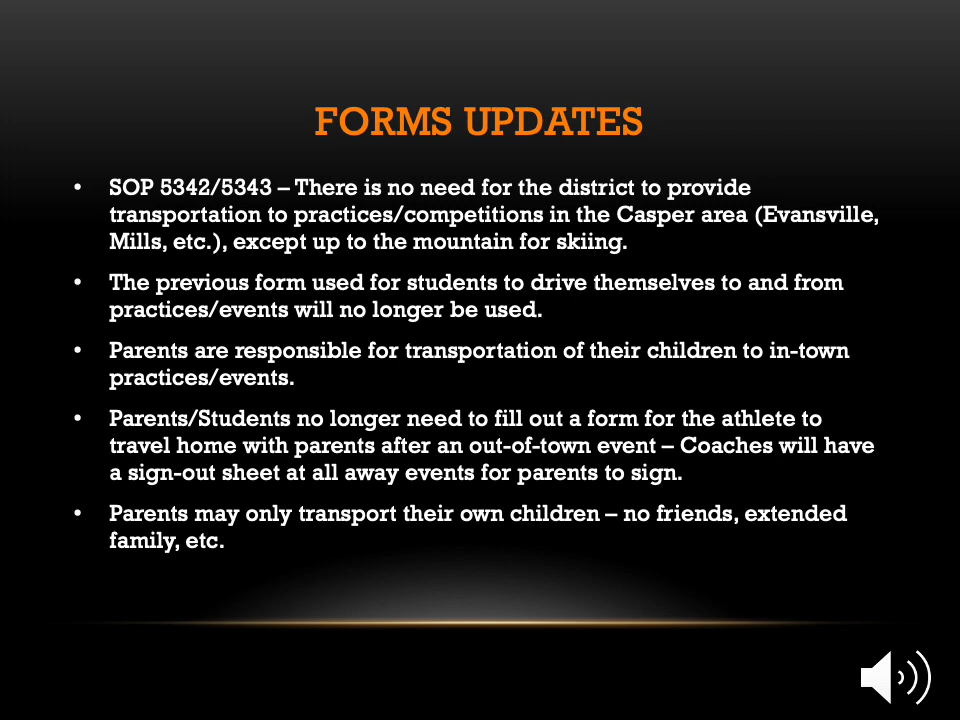 FORMS UPDATES
• SOP 5342/5343 – There is no need for the district to provide
transportation to practices/competitions in the Casper area (Evansville,
Mills, etc.), except up to the mountain for skiing.
• The previous form used for students to drive themselves to and from
practices/events will no longer be used.
• Parents are responsible for transportation of their children to in-town
practices/events.
• Parents/Students no longer need to fill out a form for the athlete to
travel home with parents after an out-of-town event – Coaches will have
a sign-out sheet at all away events for parents to sign.
• Parents may only transport their own children – no friends, extended
family, etc.